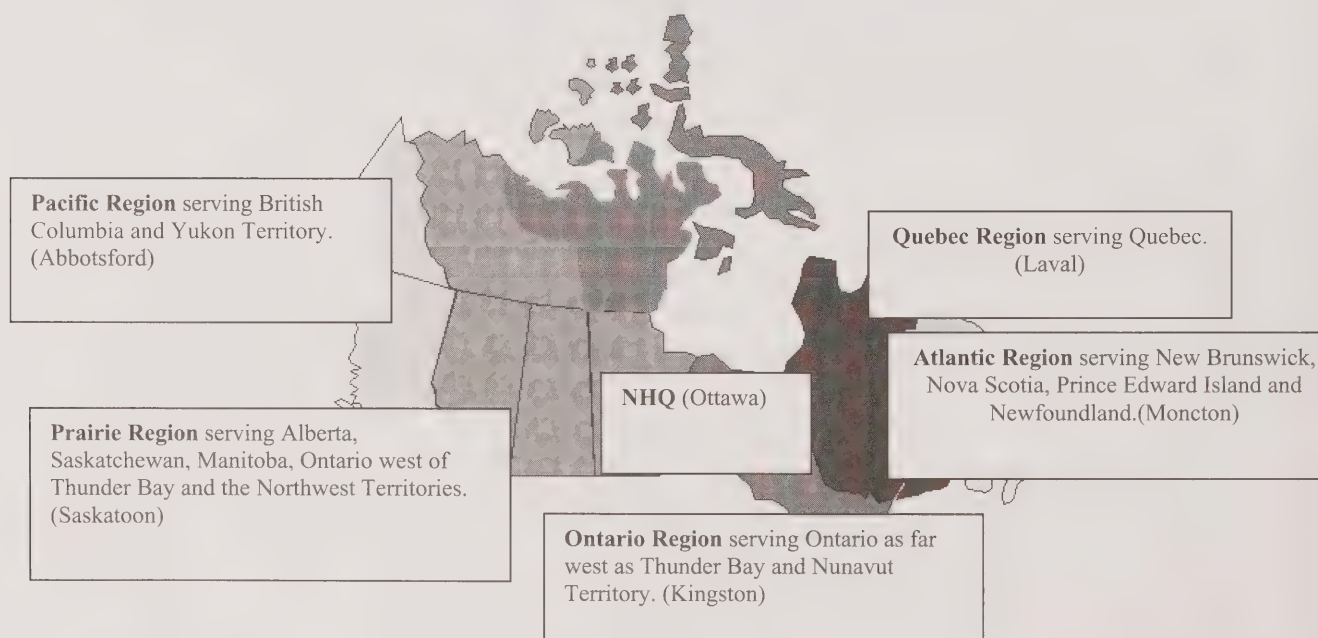 Pacific Region serving British
Columbia and Yukon Territory.
(Abbotsford)
Quebec Region serving Quebec.
(Laval)
Atlantic Region serving New Brunswick,
Nova Scotia, Prince Edward Island and
Newfoundland.(Moncton)
NHQ (Ottawa)
Prairie Region serving Alberta,
Saskatchewan, Manitoba, Ontario west of
Thunder Bay and the Northwest Territories.
(Saskatoon)
Ontario Region serving Ontario as far
west as Thunder Bay and Nunavut
Territory. (Kingston)